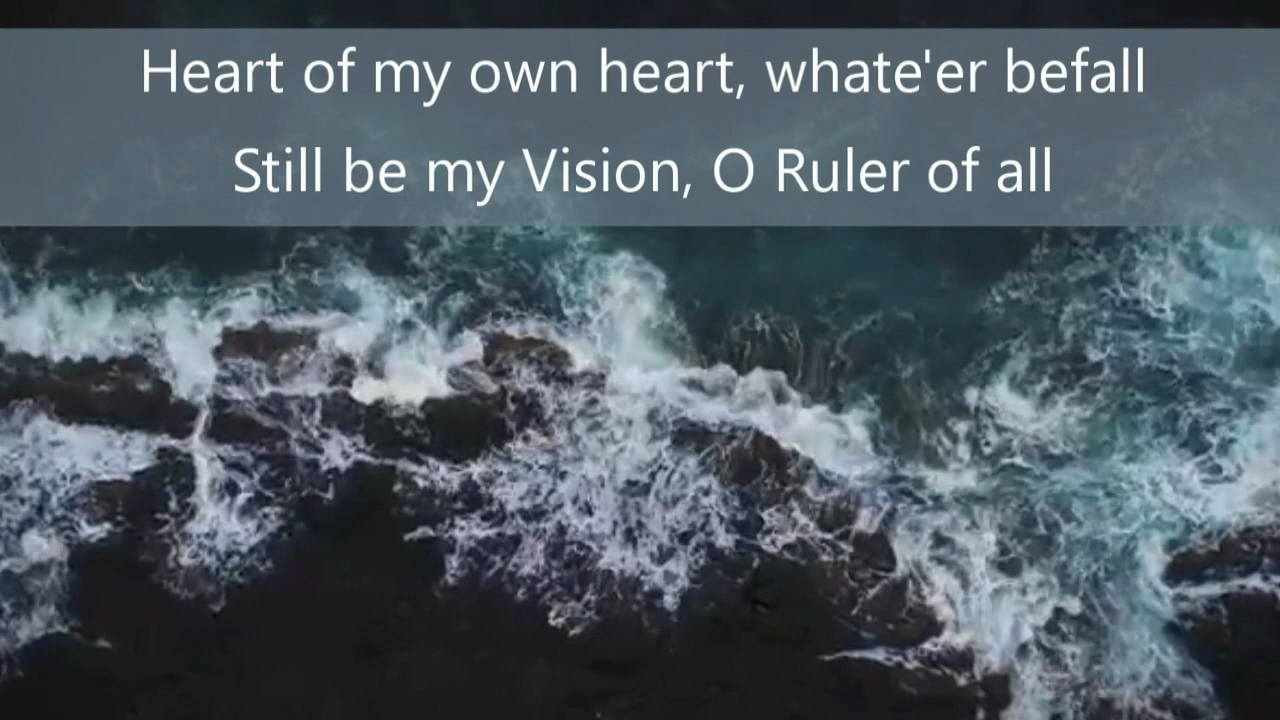 Heart of my own heart, whate'er befall
Still be my Vision, O Ruler of all